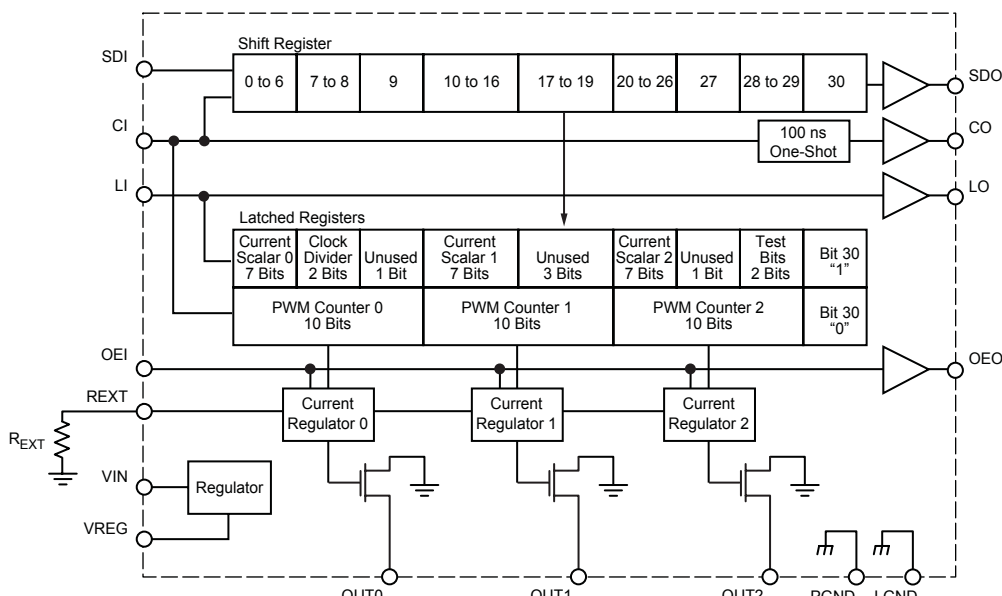 Shift Register
SDI
0 to 6
7 to 8
9
10 to 16
17 to 19
20 to 26
27
28 to 29
30
SDO
CI
100 ns
One-Shot
CO
LI
LO
Latched Registers
Current
Scalar 0
7 Bits
Clock
Divider
2 Bits
Unused
1 Bit
Current
Scalar 1
7 Bits
Unused
3 Bits
Current
Scalar 2
7 Bits
Unused
1 Bit
Test
Bits
2 Bits
Bit 30
“1”
PWM Counter 0
10 Bits
PWM Counter 1
10 Bits
PWM Counter 2
10 Bits
Bit 30
“0”
OEI
OEO
REXT
Current
Regulator 0
Current
Regulator 1
Current
Regulator 2
REXT
VIN
Regulator
VREG
OUT0
OUT1
OUT2
PGND
LGND